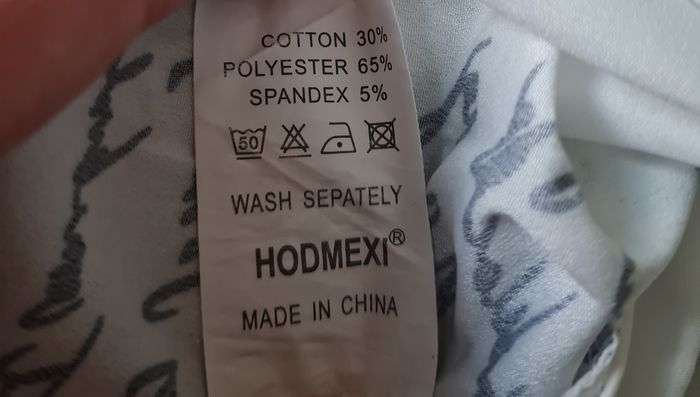 COTTON 30%
POLYESTER 65%
SPANDEX 5%
50
WASH SEPATELY
HODMEXI®
MADE IN CHINA